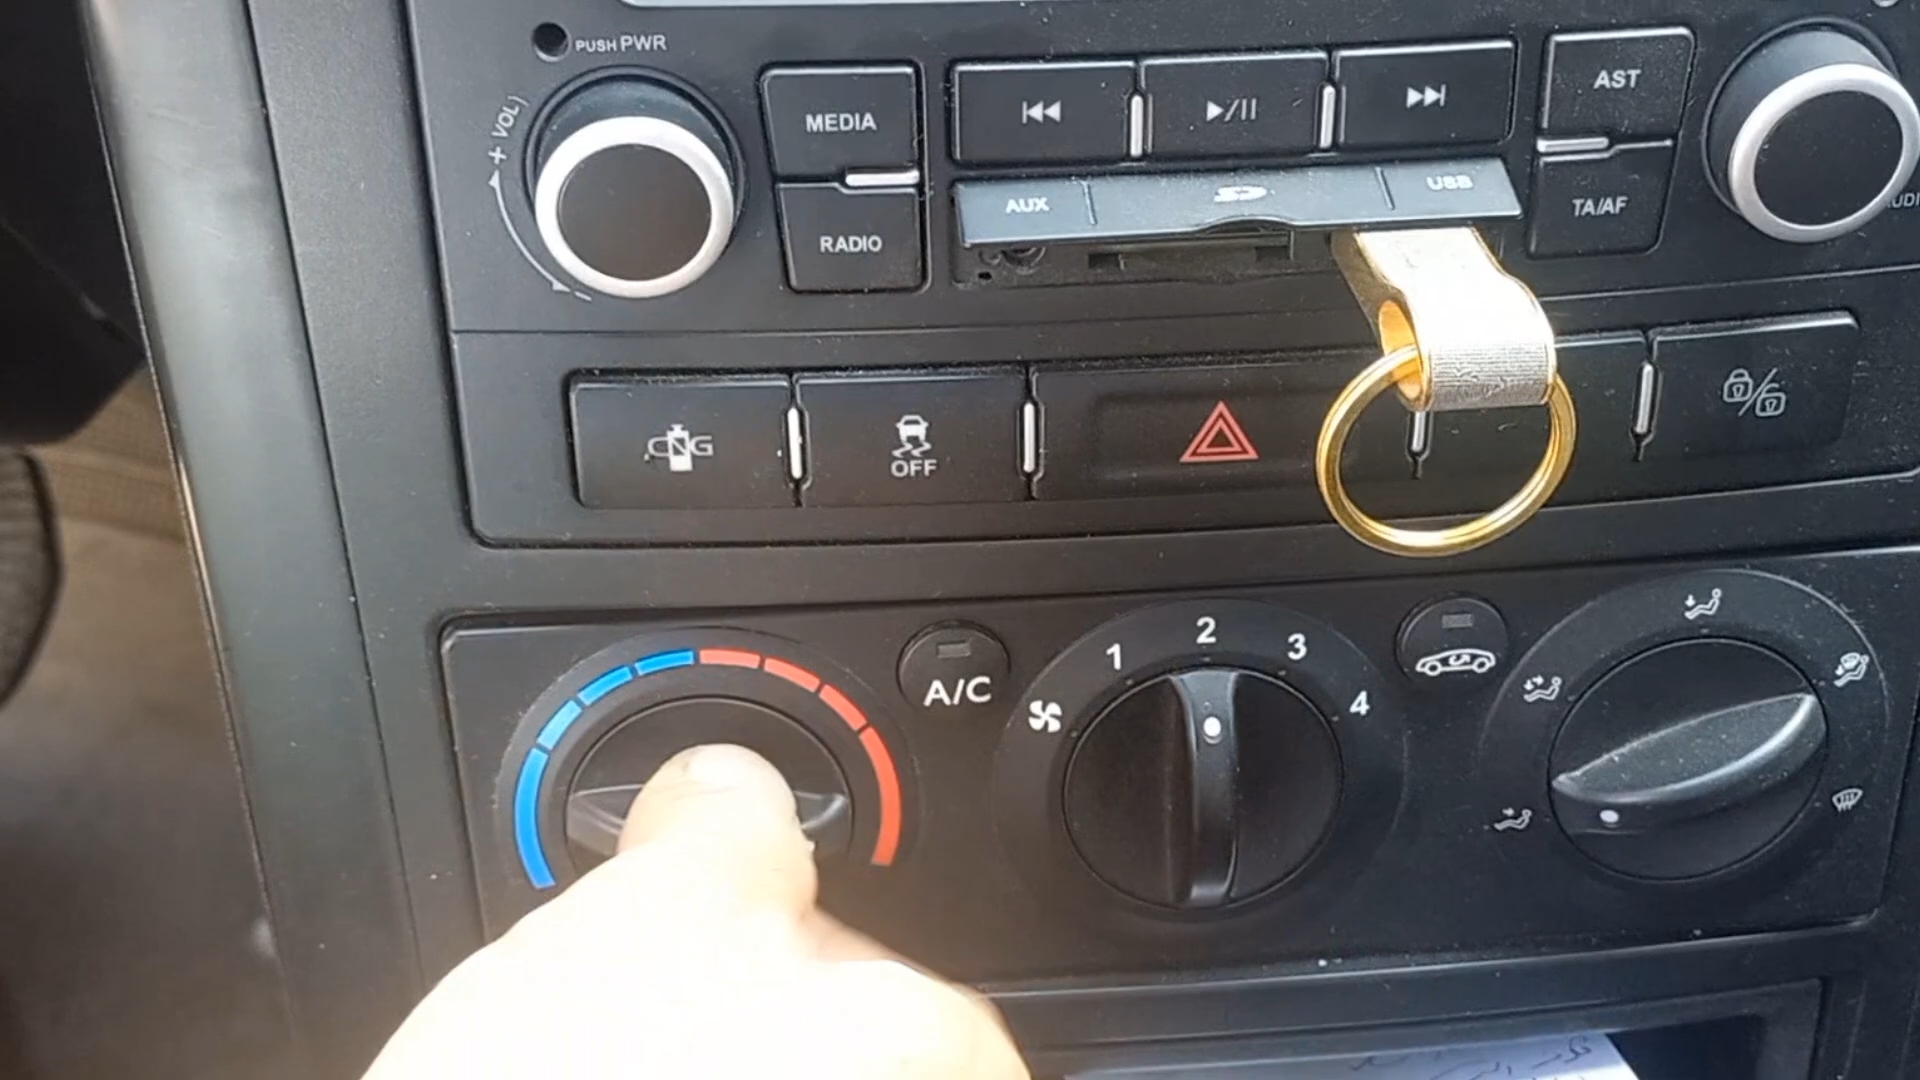 PUSH PWR
+ VOL
MEDIA
AST
AUX
USB
RADIO
TA/AF
CNG
OFF
A/C
1
2
3
4